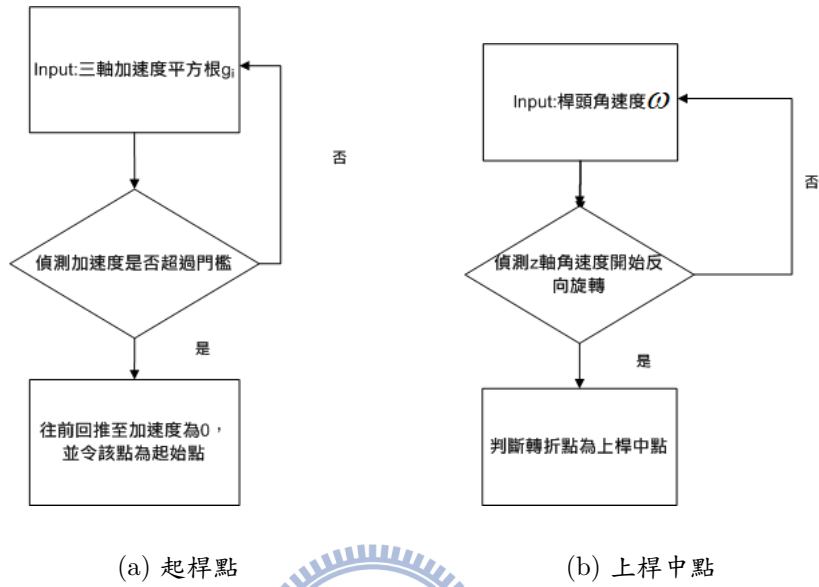 Input:三軸加速度平方根gi
否
偵測加速度是否超過門檻
是
往前回推至加速度為0，
並令該點為起始點
(a) 起桿點
Input:桿頭角速度ω
否
偵測z軸角速度開始反
向旋轉
是
判斷轉折點為上桿中點
(b) 上桿中點